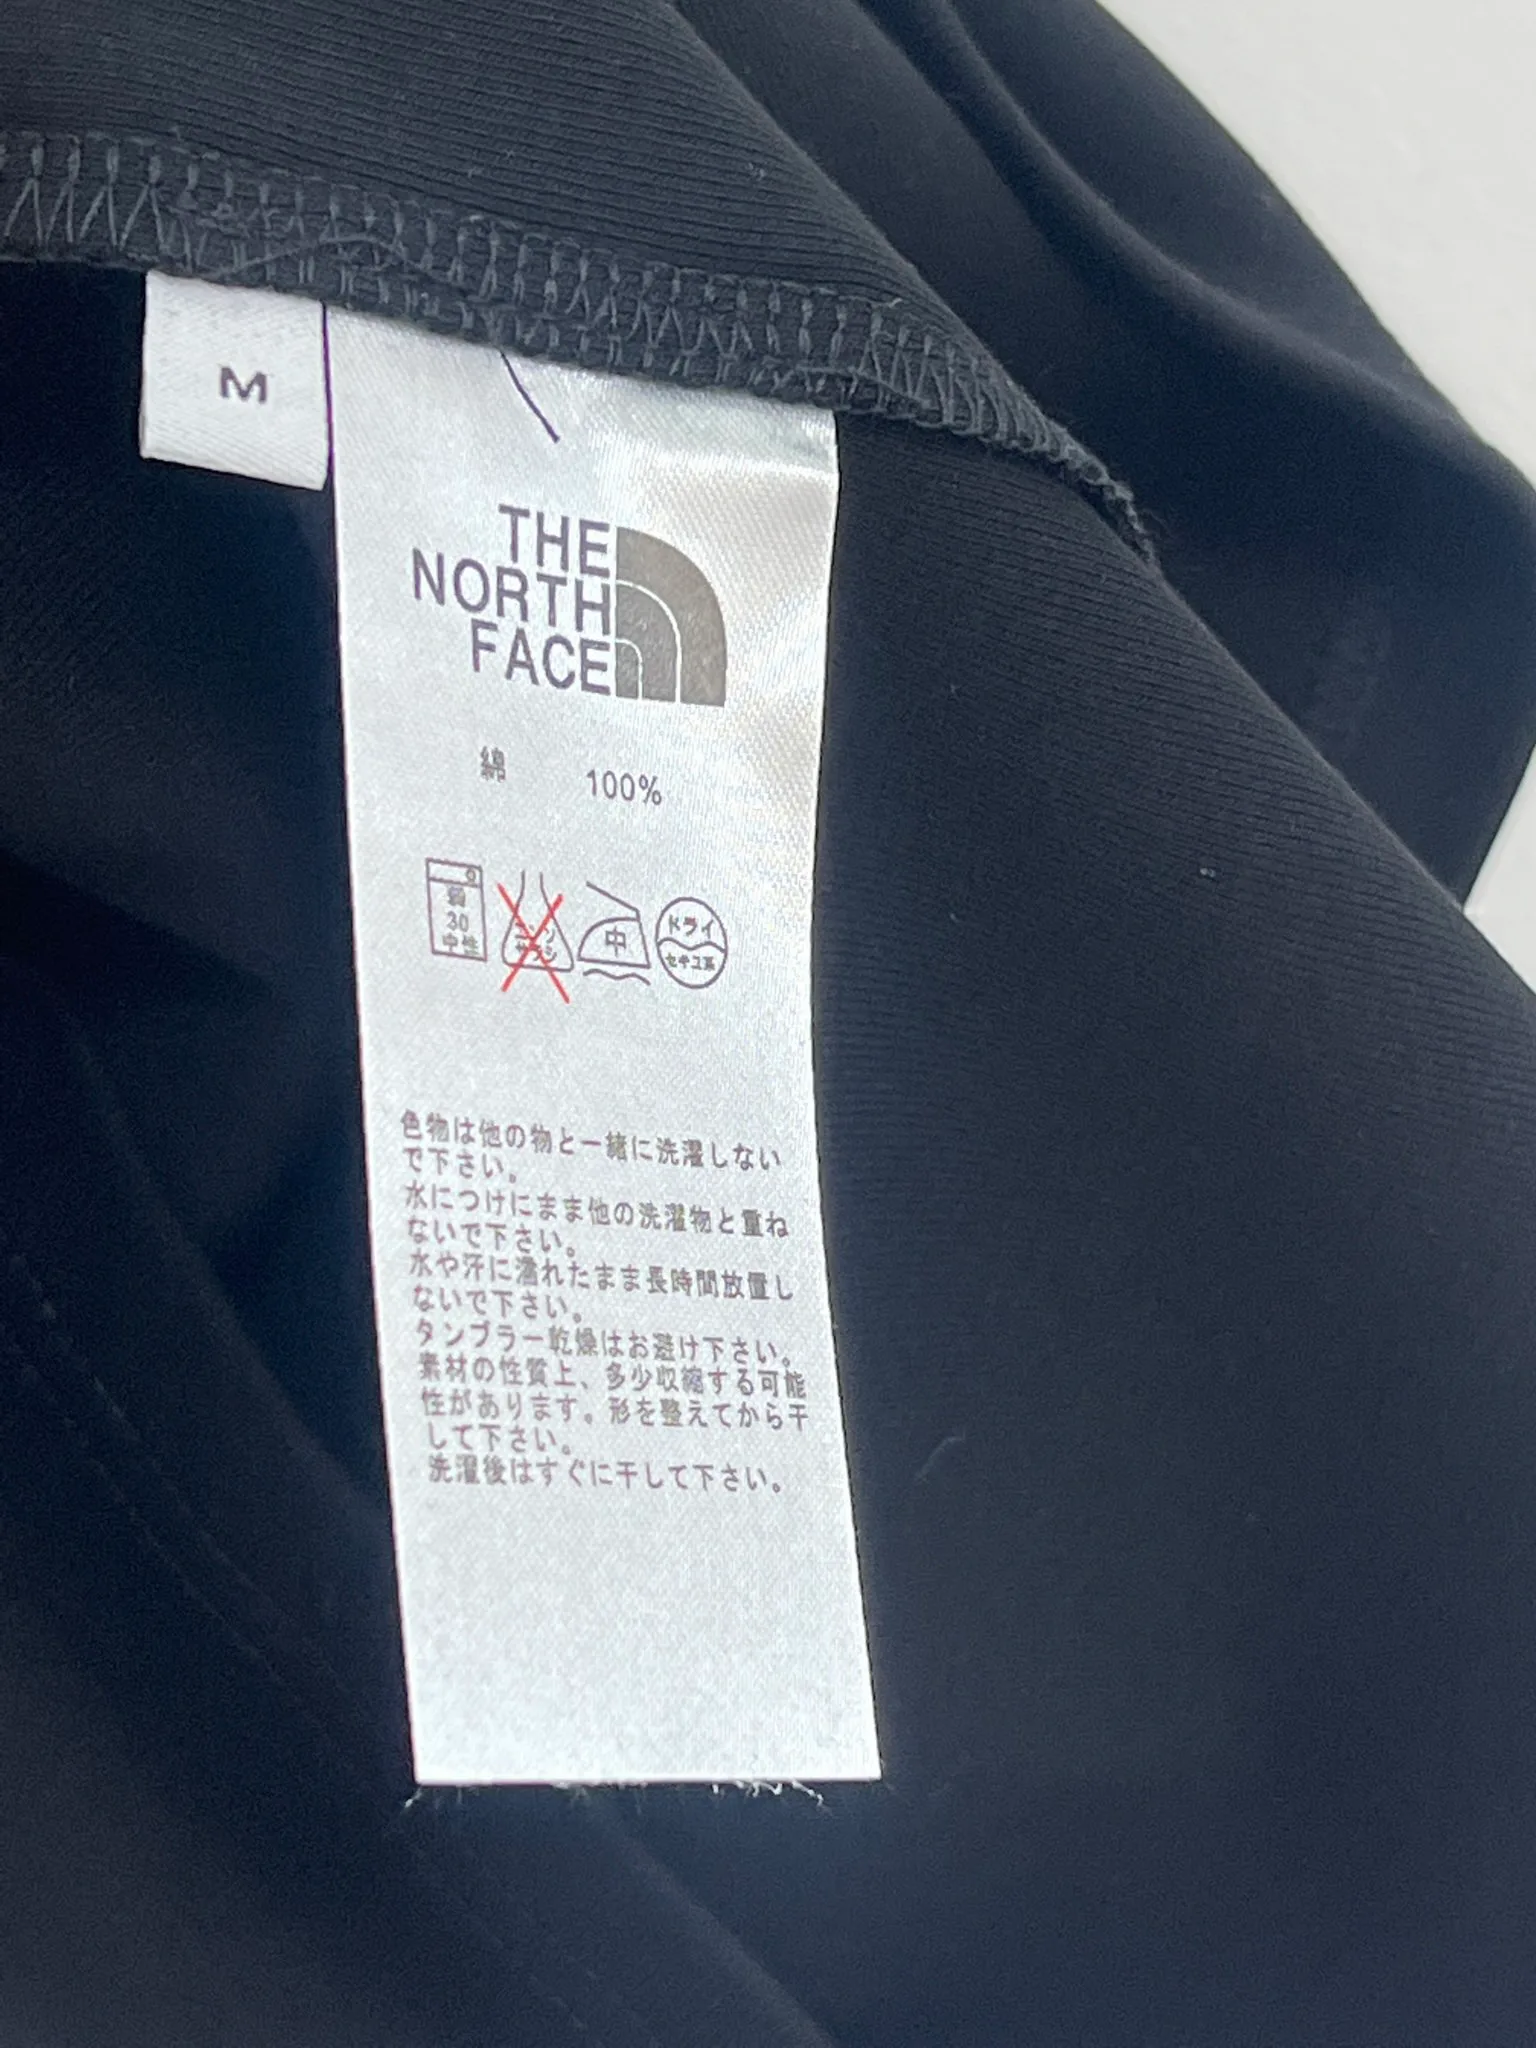 M
THE
NORTH
FACE
綿 100%
30
中性
エンソ
サラシ
中
ドライ
セキユ系
色物は他の物と一緒に洗濯しない
で下さい。
水につけにまま他の洗濯物と重ね
ないで下さい。
水や汗に濡れたまま長時間放置し
ないで下さい。
タンブラー乾燥はお避け下さい。
素材の性質上、多少収縮する可能
性があります。形を整えてから干
して下さい。
洗濯後はすぐに干して下さい。